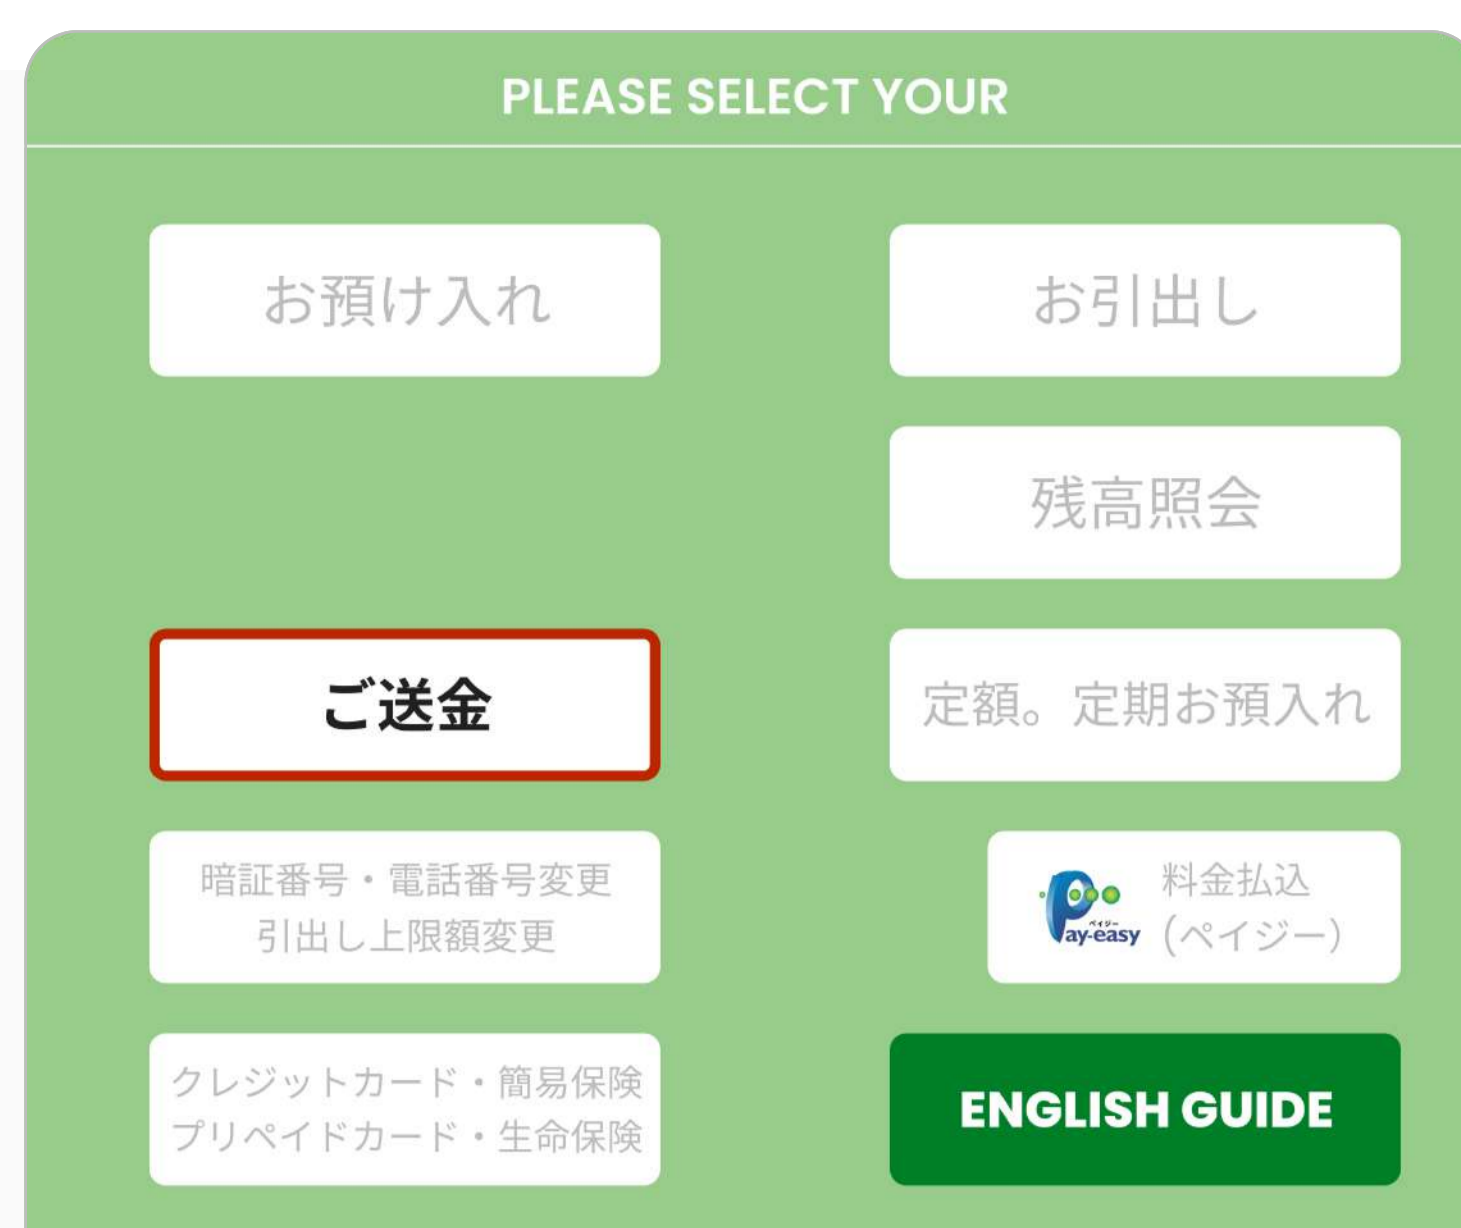 PLEASE SELECT YOUR
お預け入れ
お引出し
残高照会
ご送金
定額。定期お預入れ
暗証番号・電話番号変更
引出し上限額変更
ペイジー
Pay-easy
料金払込
(ペイジー)
クレジットカード・簡易保険
プリペイドカード・生命保険
ENGLISH GUIDE